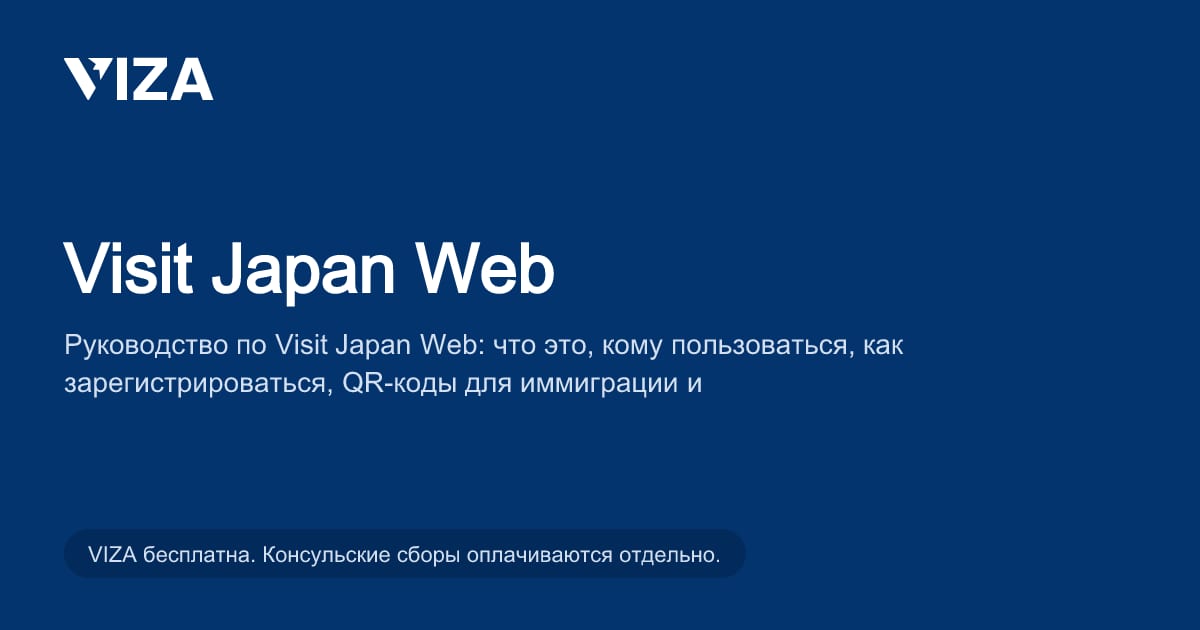 VIZA
Visit Japan Web
Руководство по Visit Japan Web: что это, кому пользоваться, как
зарегистрироваться, QR-коды для иммиграции и
VIZA бесплатна. Консульские сборы оплачиваются отдельно.